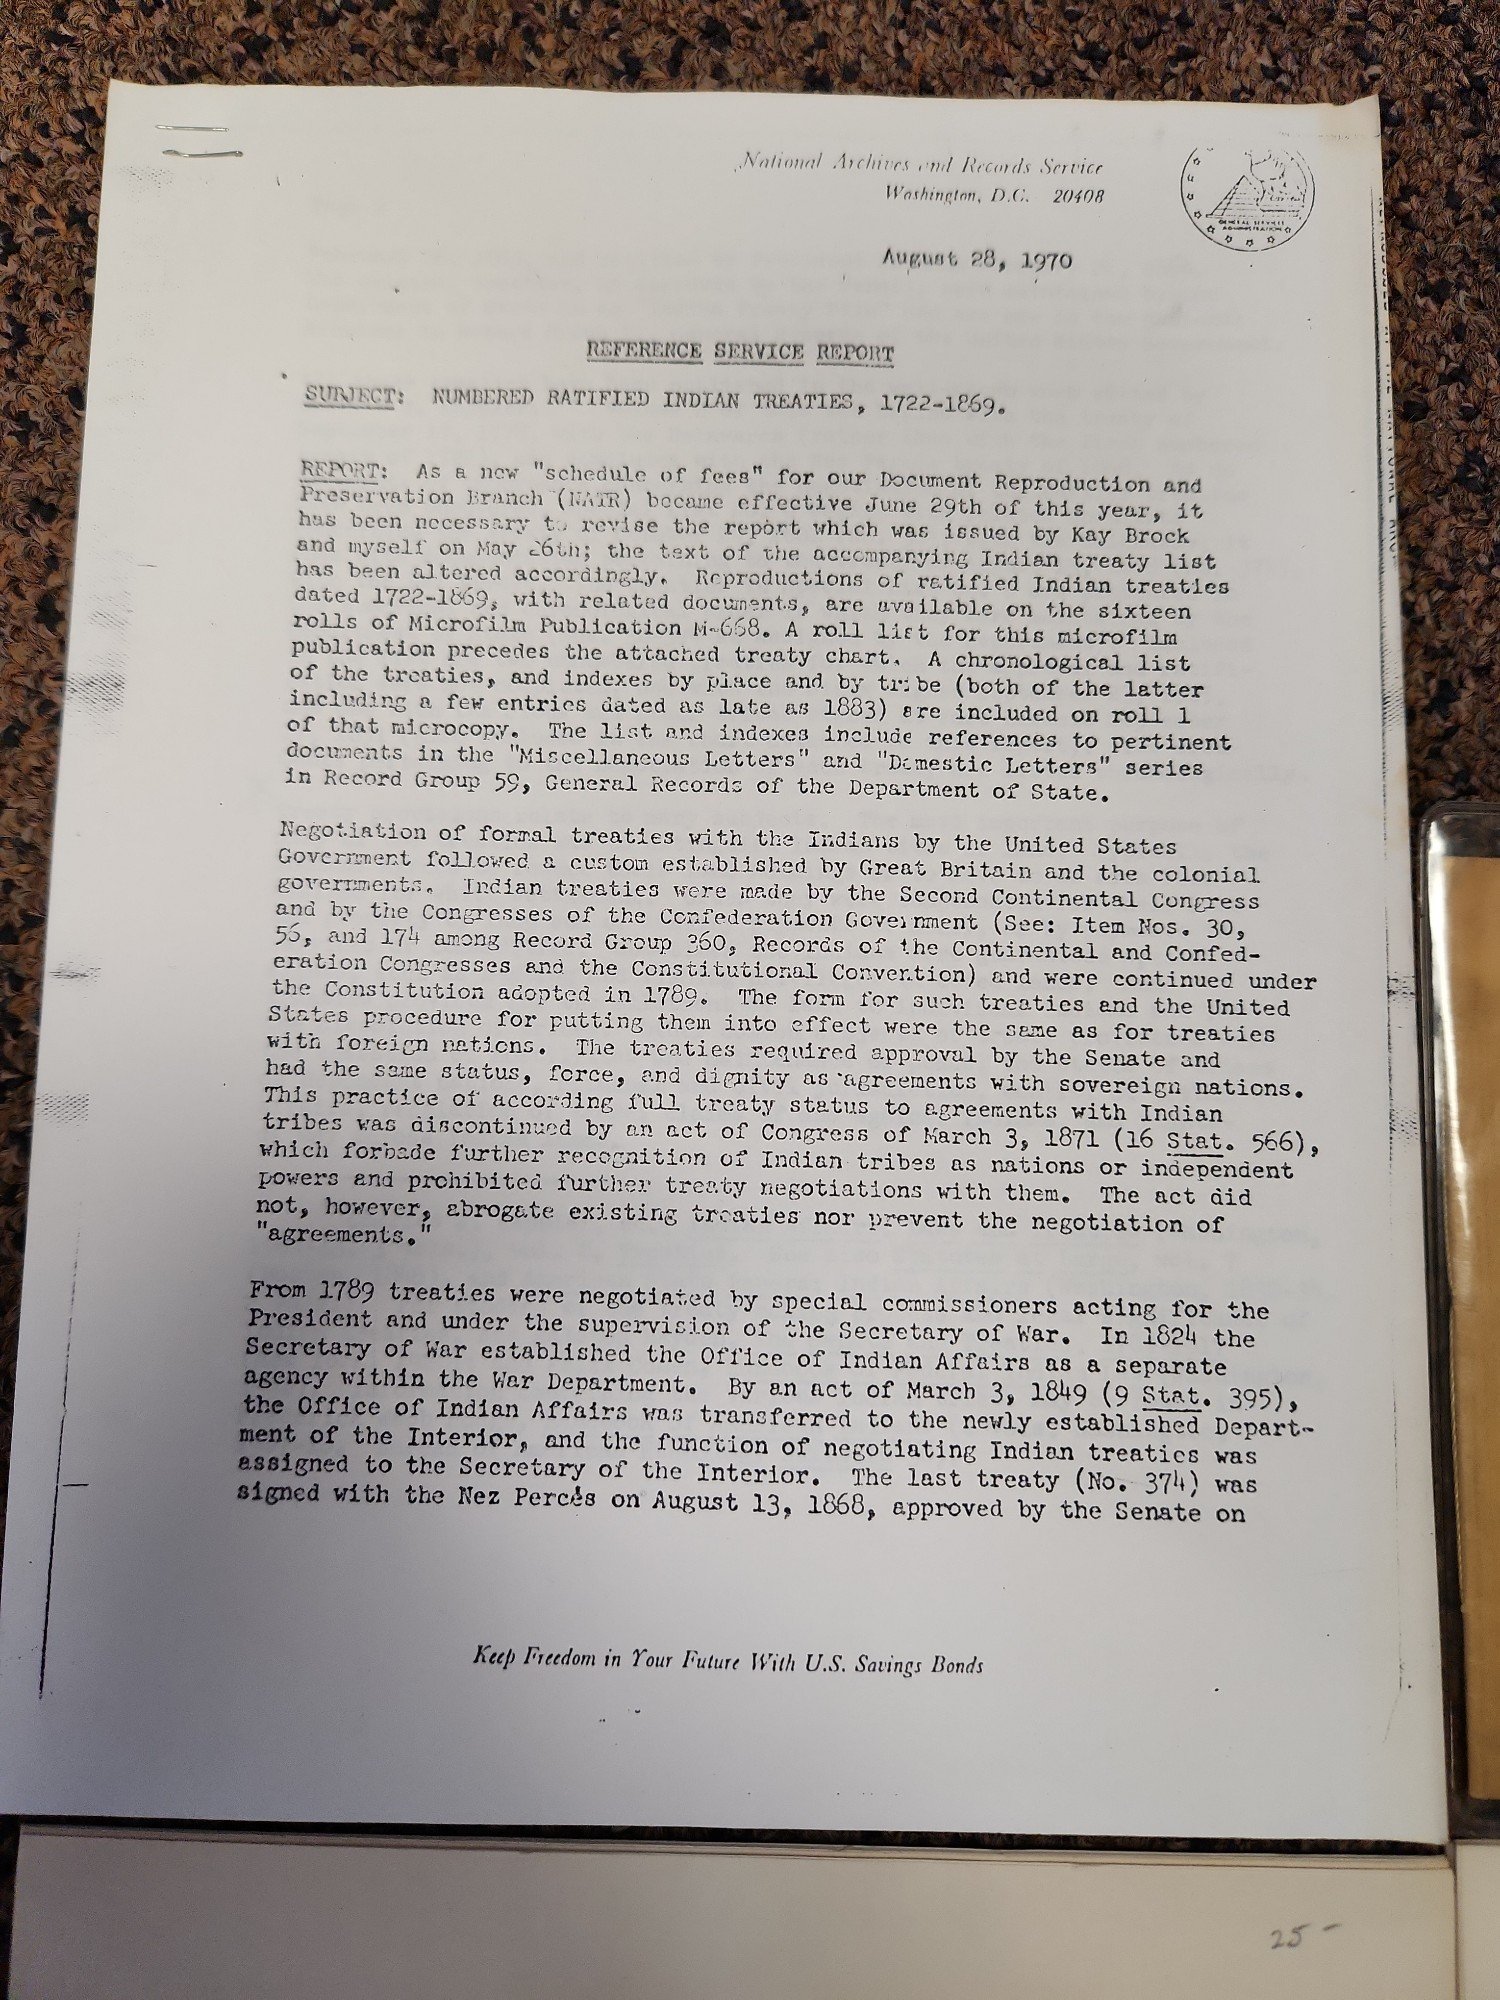 National Archives and Records Service
Washington, D.C. 20408
GENERAL SERVICES
ADMINISTRATION
August 28, 1970
REFERENCE SERVICE REPORT
SUBJECT: NUMBERED RATIFIED INDIAN TREATIES, 1722-1869.
REPORT: As a new "schedule of fees" for our Document Reproduction and
Preservation Branch (NATR) became effective June 29th of this year, it
has been necessary to revise the report which was issued by Kay Brock
and myself on May 26th; the text of the accompanying Indian treaty list
has been altered accordingly. Reproductions of ratified Indian treaties
dated 1722-1869, with related documents, are available on the sixteen
rolls of Microfilm Publication M-668. A roll list for this microfilm
publication precedes the attached treaty chart. A chronological list
of the treaties, and indexes by place and by tribe (both of the latter
including a few entries dated as late as 1883) are included on roll 1
of that microcopy. The list and indexes include references to pertinent
documents in the "Miscellaneous Letters" and "Domestic Letters" series
in Record Group 59, General Records of the Department of State.
Negotiation of formal treaties with the Indians by the United States
Government followed a custom established by Great Britain and the colonial
governments. Indian treaties were made by the Second Continental Congress
and by the Congresses of the Confederation Government (See: Item Nos. 30,
56, and 174 among Record Group 360, Records of the Continental and Confed-
eration Congresses and the Constitutional Convention) and were continued under
the Constitution adopted in 1789. The form for such treaties and the United
States procedure for putting them into effect were the same as for treaties
with foreign nations. The treaties required approval by the Senate and
had the same status, force, and dignity as agreements with sovereign nations.
This practice of according full treaty status to agreements with Indian
tribes was discontinued by an act of Congress of March 3, 1871 (16 Stat. 566),
which forbade further recognition of Indian tribes as nations or independent
powers and prohibited further treaty negotiations with them. The act did
not, however, abrogate existing treaties nor prevent the negotiation of
"agreements."
From 1789 treaties were negotiated by special commissioners acting for the
President and under the supervision of the Secretary of War. In 1824 the
Secretary of War established the Office of Indian Affairs as a separate
agency within the War Department. By an act of March 3, 1849 (9 Stat. 395),
the Office of Indian Affairs was transferred to the newly established Depart-
ment of the Interior, and the function of negotiating Indian treaties was
assigned to the Secretary of the Interior. The last treaty (No. 374) was
signed with the Nez Percés on August 13, 1868, approved by the Senate on
Keep Freedom in Your Future With U.S. Savings Bonds
25 -